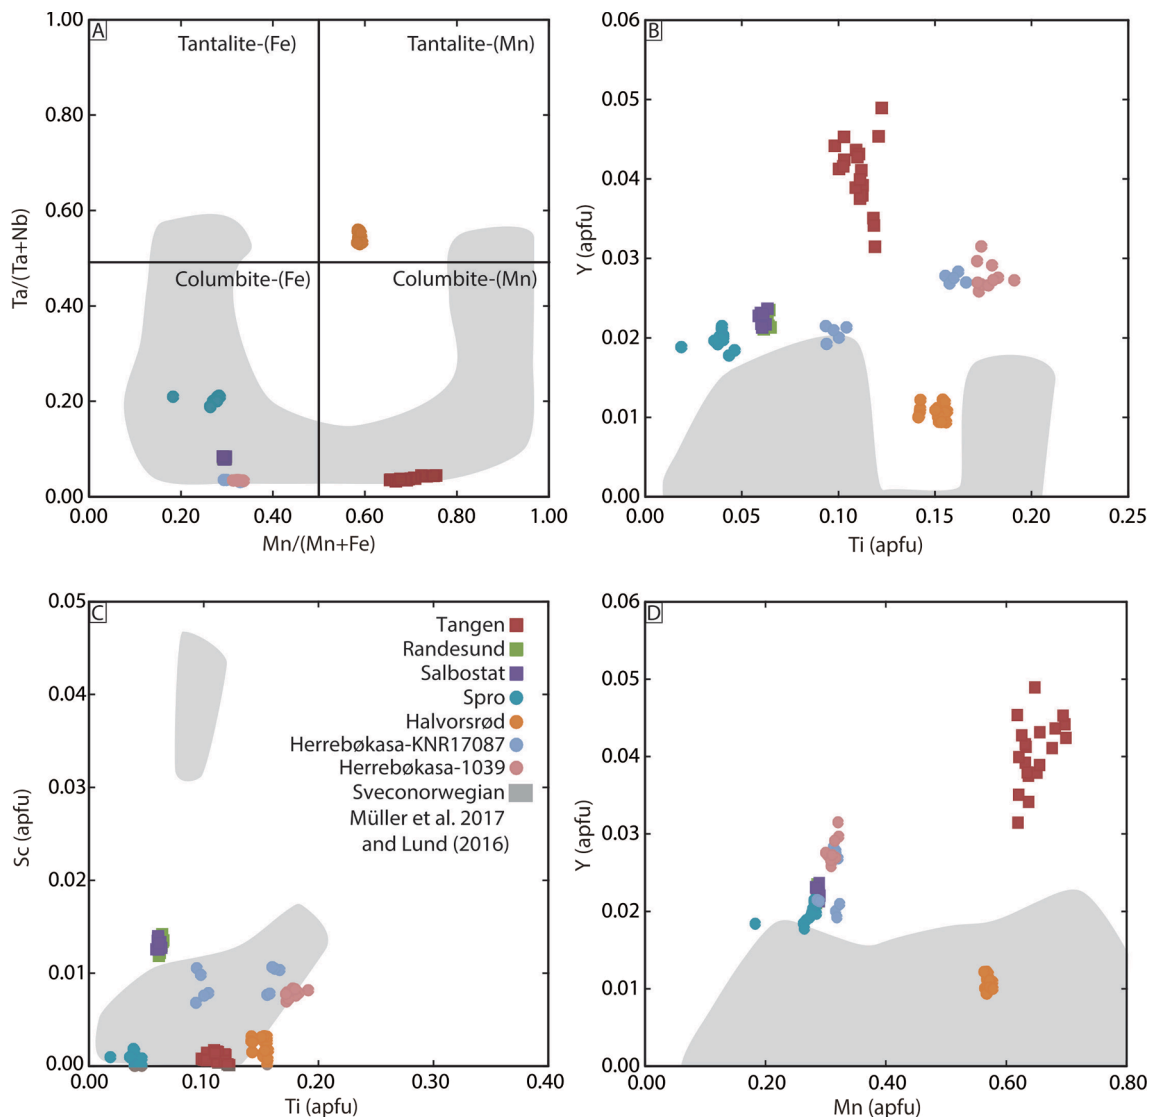 A
Tantalite-(Fe)
Tantalite-(Mn)
Columbite-(Fe)
Columbite-(Mn)
1.00
0.80
0.60
0.40
0.20
0.00
Ta/(Ta+Nb)
0.00 0.20 0.40 0.60 0.80 1.00
Mn/(Mn+Fe)
B
0.06
0.05
0.04
0.03
0.02
0.01
0.00
Y (apfu)
0.05 0.10 0.15 0.20 0.25
Ti (apfu)
C
0.05
0.04
0.03
0.02
0.01
0.00
Sc (apfu)
Tangen
Randesund
Salbostat
Spro
Halvorsrød
Herrebøkasa-KNR17087
Herrebøkasa-1039
Sveconorwegian
Müller et al. 2017
and Lund (2016)
0.00 0.10 0.20 0.30 0.40
Ti (apfu)
D
0.06
0.05
0.04
0.03
0.02
0.01
0.00
Y (apfu)
0.00 0.20 0.40 0.60 0.80
Mn (apfu)